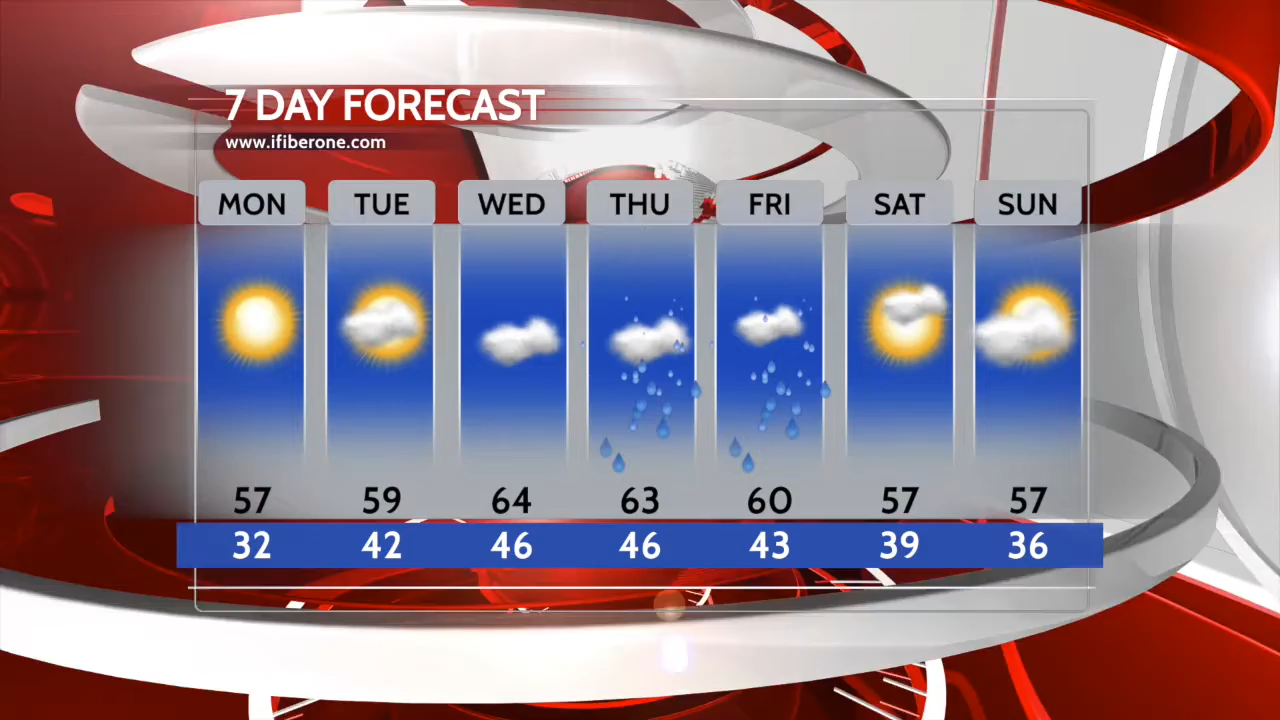 7 DAY FORECAST
www.ifiberone.com
MON TUE WED THU FRI SAT SUN
57 59 64 63 60 57 57
32 42 46 46 43 39 36